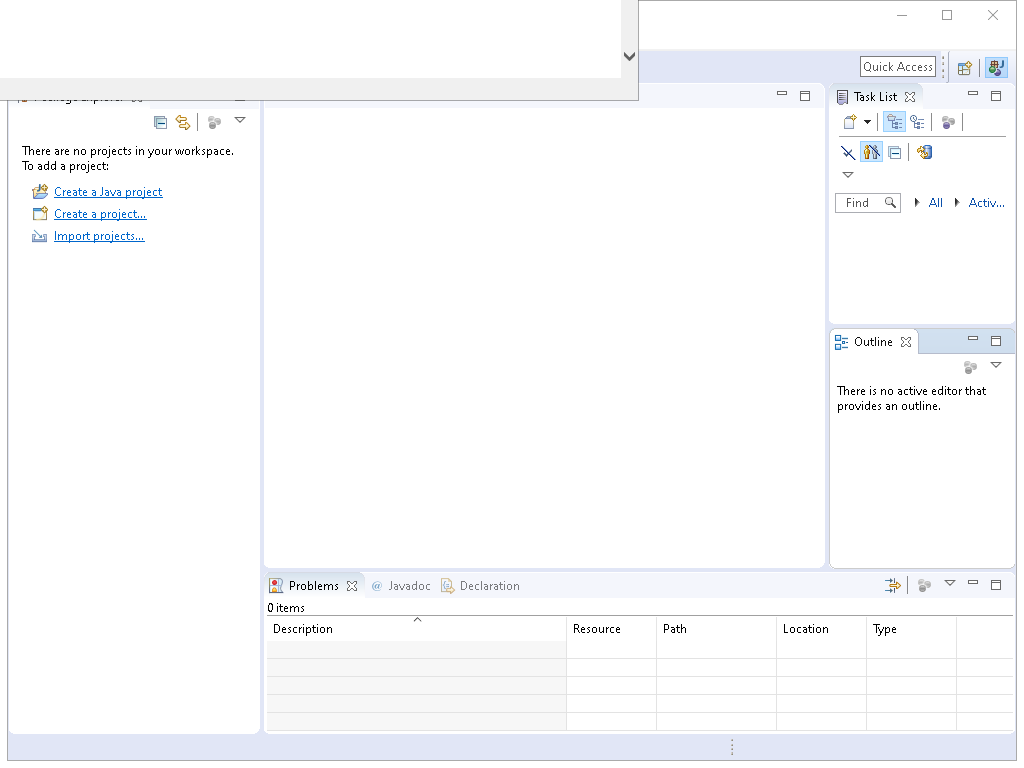 Quick Access
Task List
There are no projects in your workspace.
To add a project:
Create a Java project
Create a project...
Import projects...
Find
All
Activ...
Outline
There is no active editor that
provides an outline.
Problems
@ Javadoc
Declaration
0 items
Description
Resource
Path
Location
Type